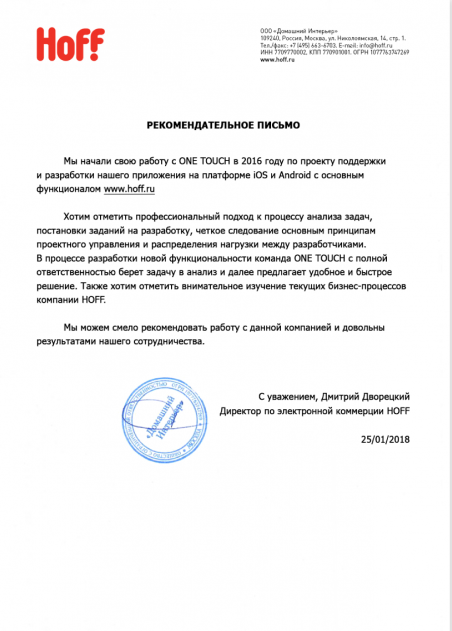 Hoff
ООО «Домашний Интерьер»
109240, Россия, Москва, ул. Николоямская, 14, стр. 1.
Тел./факс: +7 (495) 663-6703. E-mail: info@hoff.ru
ИНН 7709770002, КПП 770901001. ОГРН 1077763747269
www.hoff.ru
РЕКОМЕНДАТЕЛЬНОЕ ПИСЬМО
Мы начали свою работу с ONE TOUCH в 2016 году по проекту поддержки
и разработки нашего приложения на платформе iOS и Android с основным
функционалом www.hoff.ru
Хотим отметить профессиональный подход к процессу анализа задач,
постановки заданий на разработку, четкое следование основным принципам
проектного управления и распределения нагрузки между разработчиками.
В процессе разработки новой функциональности команда ONE TOUCH с полной
ответственностью берет задачу в анализ и далее предлагает удобное и быстрое
решение. Также хотим отметить внимательное изучение текущих бизнес-процессов
компании HOFF.
Мы можем смело рекомендовать работу с данной компанией и довольны
результатами нашего сотрудничества.
«Домашний
Интерьер»
С уважением, Дмитрий Дворецкий
Директор по электронной коммерции HOFF
25/01/2018